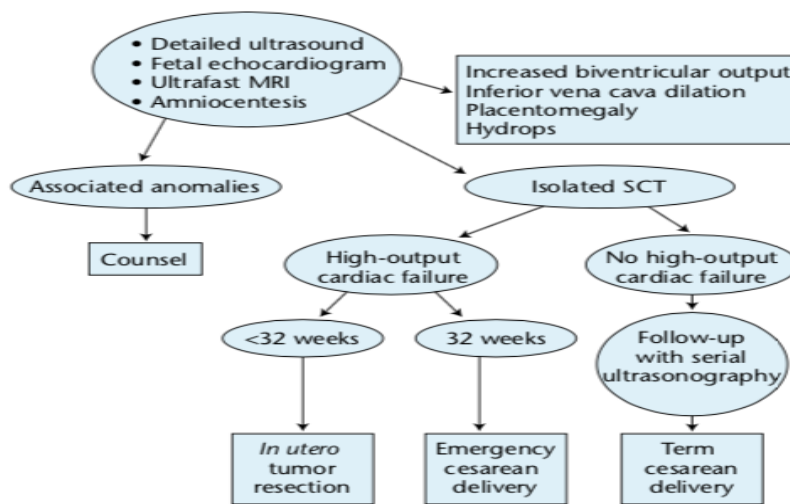 • Detailed ultrasound
• Fetal echocardiogram
• Ultrafast MRI
• Amniocentesis
Increased biventricular output
Inferior vena cava dilation
Placentomegaly
Hydrops
Associated anomalies
Isolated SCT
Counsel
High-output
cardiac failure
No high-output
cardiac failure
<32 weeks
32 weeks
Follow-up
with serial
ultrasonography
In utero
tumor
resection
Emergency
cesarean
delivery
Term
cesarean
delivery